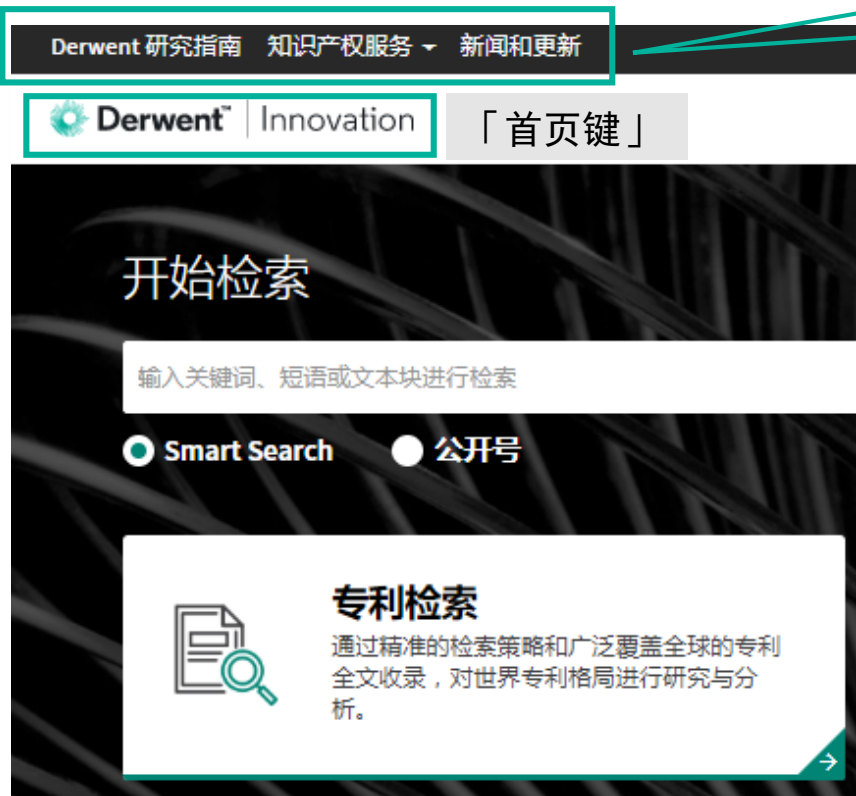 Derwent 研究指南 知识产权服务 新闻和更新
Derwent™ | Innovation 「首页键」
开始检索
输入关键词、短语或文本块进行检索
Smart Search 公开号
专利检索
通过精准的检索策略和广泛覆盖全球的专利
全文收录，对世界专利格局进行研究与分
析。